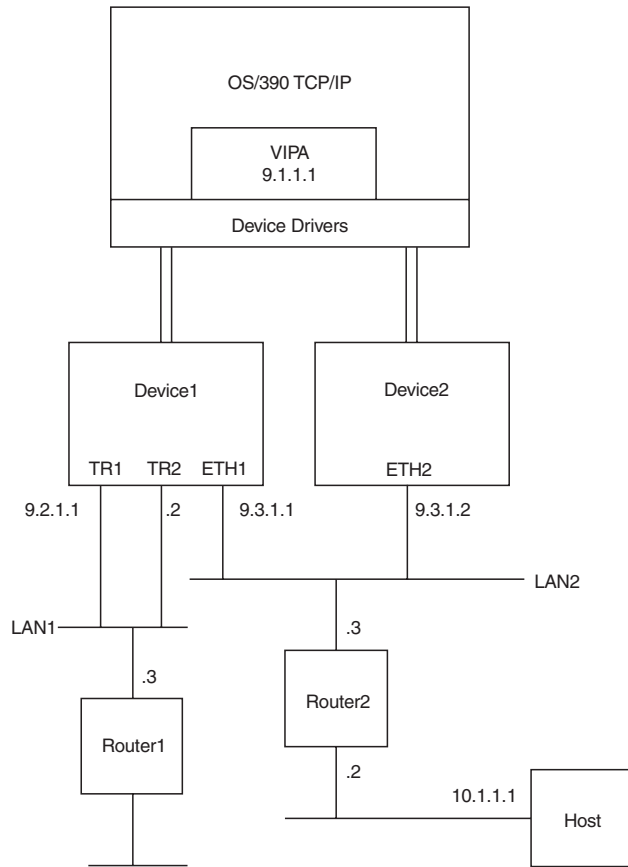 OS/390 TCP/IP
VIPA
9.1.1.1
Device Drivers
Device1
Device2
TR1 TR2 ETH1
ETH2
9.2.1.1
.2
9.3.1.1
9.3.1.2
LAN2
LAN1
.3
.3
Router2
Router1
.2
10.1.1.1
Host